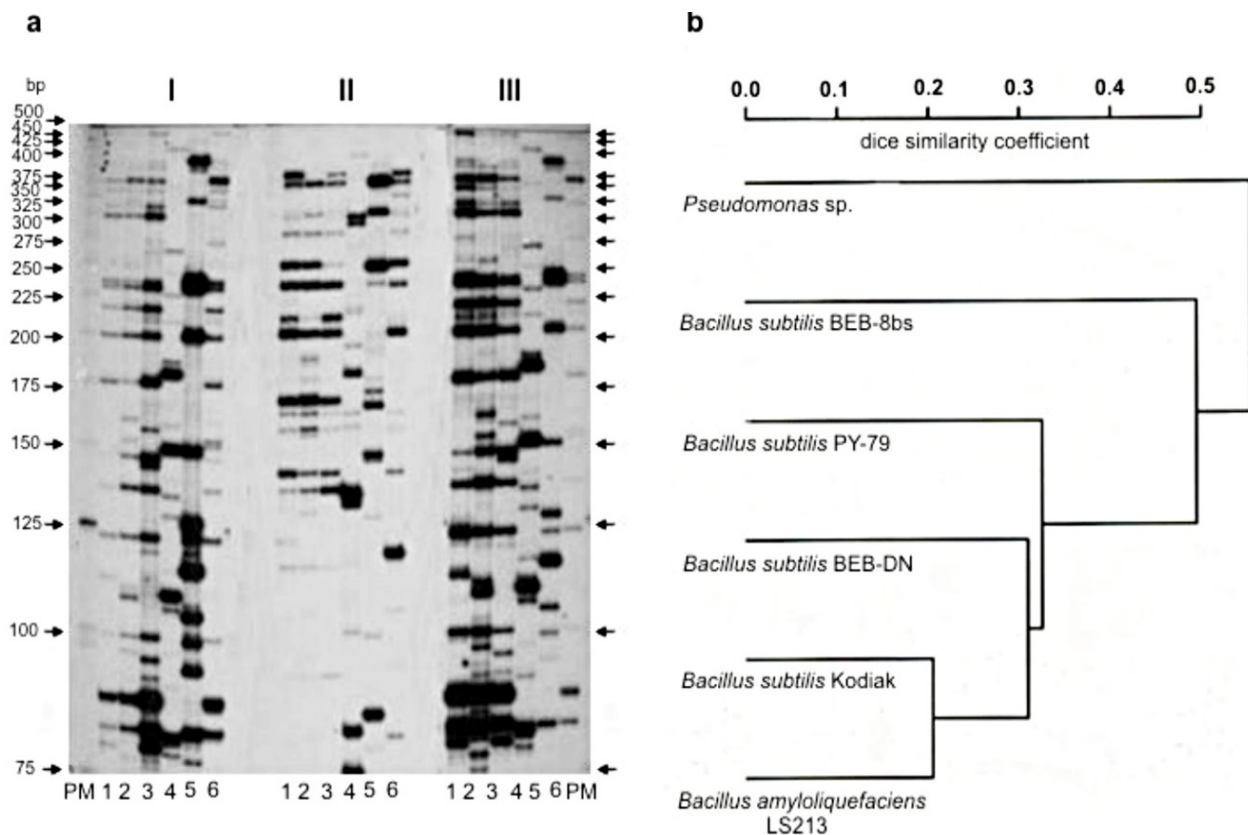 a
bp
I II III
500
450
425
400
375
350
325
300
275
250
225
200
175
150
125
100
75
PM 1 2 3 4 5 6 1 2 3 4 5 6 1 2 3 4 5 6 PM
b
0.0 0.1 0.2 0.3 0.4 0.5
dice similarity coefficient
Pseudomonas sp.
Bacillus subtilis BEB-8bs
Bacillus subtilis PY-79
Bacillus subtilis BEB-DN
Bacillus subtilis Kodiak
Bacillus amyloliquefaciens
LS213